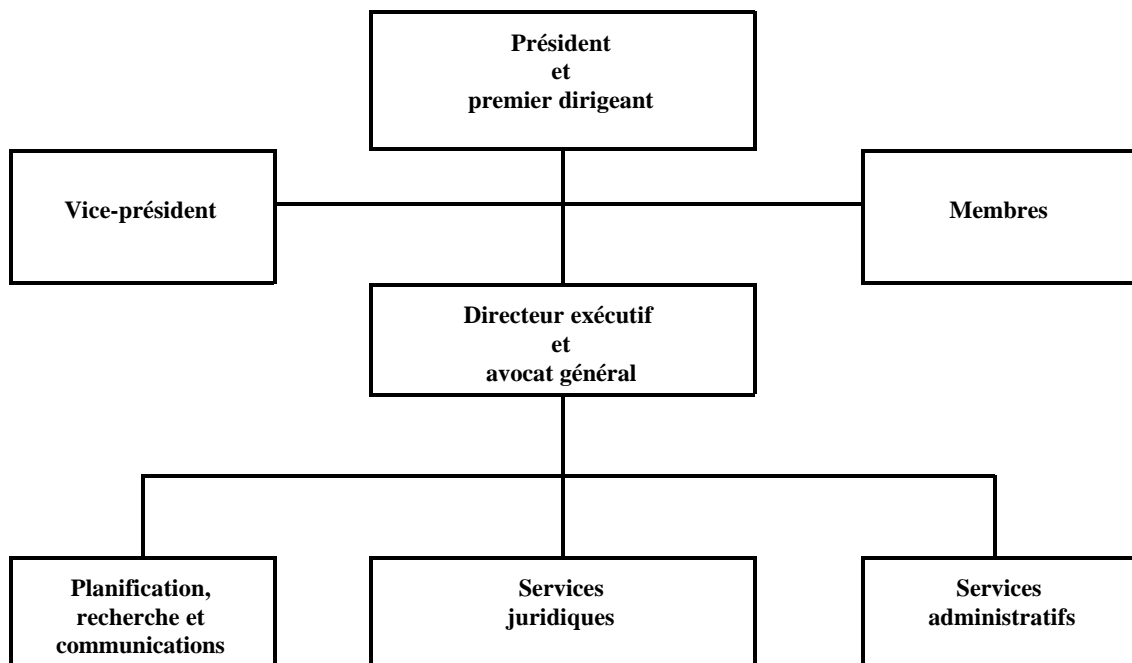 Président
et
premier dirigeant
Vice-président
Membres
Directeur exécutif
et
avocat général
Planification,
recherche et
communications
Services
juridiques
Services
administratifs